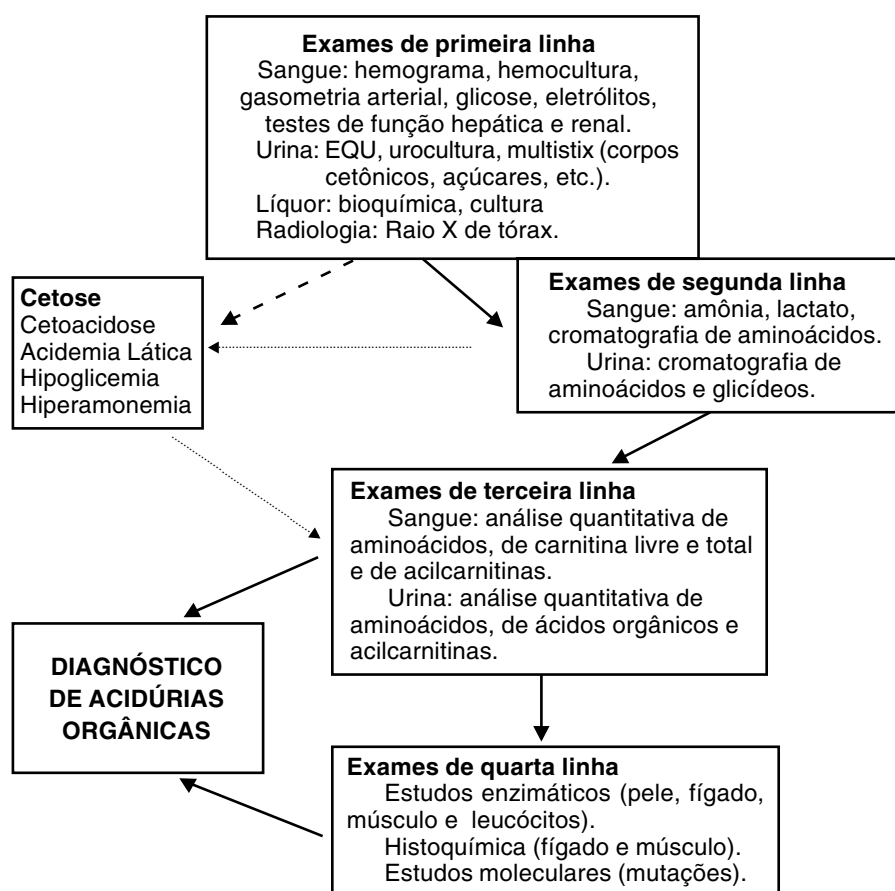 Exames de primeira linha
Sangue: hemograma, hemocultura,
gasometria arterial, glicose, eletrólitos,
testes de função hepática e renal.
Urina: EQU, urocultura, multistix (corpos
cetônicos, açúcares, etc.).
Líquor: bioquímica, cultura
Radiologia: Raio X de tórax.
Cetose
Cetoacidose
Acidemia Lática
Hipoglicemia
Hiperamonemia
Exames de segunda linha
Sangue: amônia, lactato,
cromatografia de aminoácidos.
Urina: cromatografia de
aminoácidos e glicídeos.
Exames de terceira linha
Sangue: análise quantitativa de
aminoácidos, de carnitina livre e total
e de acilcarnitinas.
Urina: análise quantitativa de
aminoácidos, de ácidos orgânicos e
acilcarnitinas.
DIAGNÓSTICO
DE ACIDÚRIAS
ORGÂNICAS
Exames de quarta linha
Estudos enzimáticos (pele, fígado,
músculo e leucócitos).
Histoquímica (fígado e músculo).
Estudos moleculares (mutações).